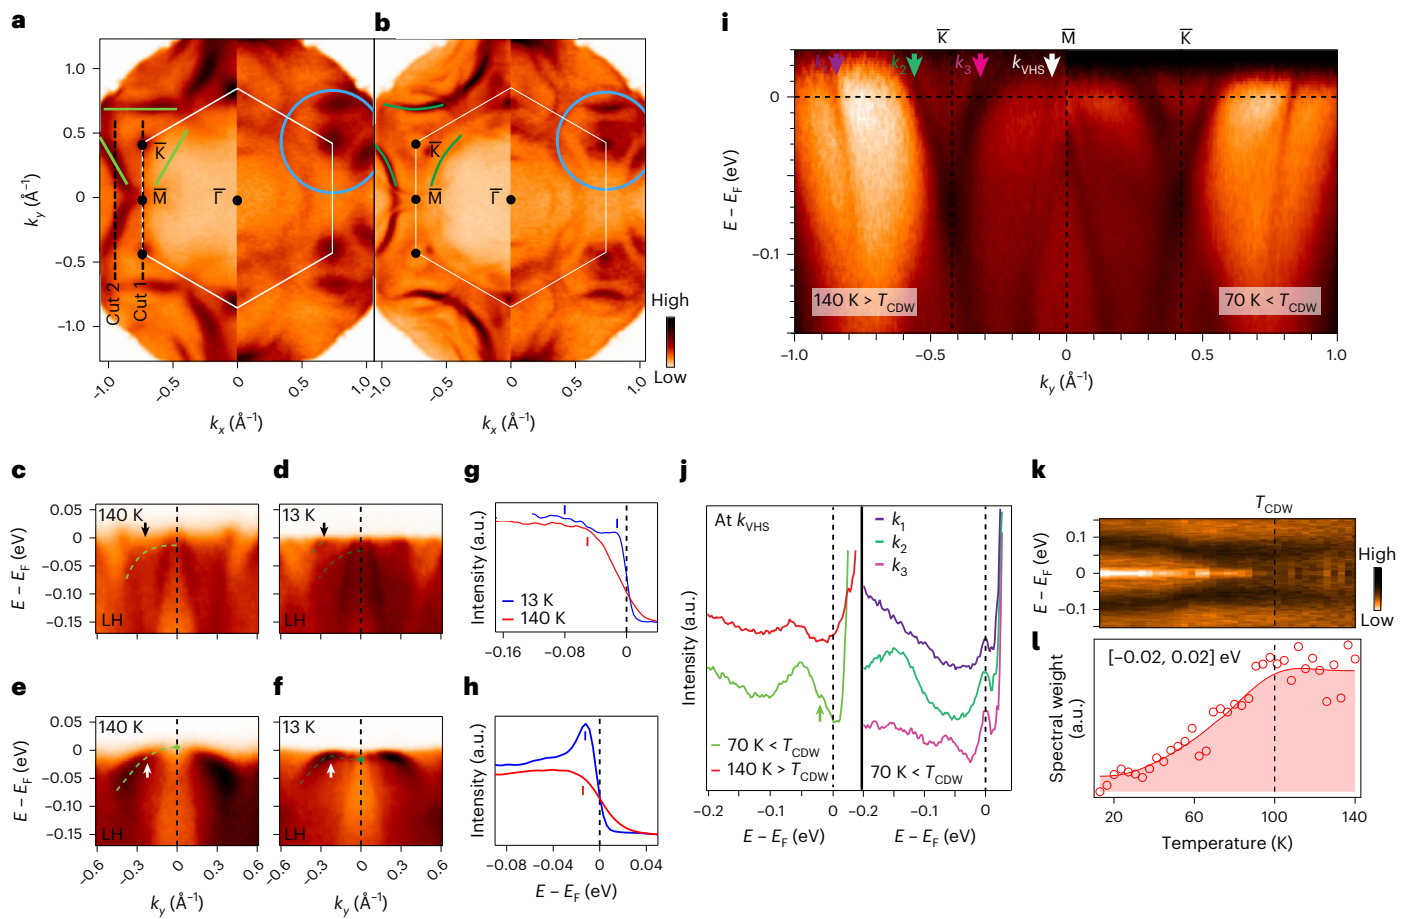 a
b
i
1.0
0.5
0
−0.5
−1.0
k_y (Å⁻¹)
K̅
M̅
Γ̅
Cut 2
Cut 1
K̅
M̅
Γ̅
−1.0
−0.5
0
0.5
1.0
−1.0
−0.5
0
0.5
1.0
k_x (Å⁻¹)
k_x (Å⁻¹)
High
Low
K̅
M̅
K̅
k₂
k₃
k_VHS
0
−0.1
E − E_F (eV)
140 K > T_CDW
70 K < T_CDW
−1.0
−0.5
0
0.5
1.0
k_y (Å⁻¹)
c
d
g
j
k
140 K
13 K
0.05
0
−0.05
−0.10
−0.15
E − E_F (eV)
LH
LH
Intensity (a.u.)
13 K
140 K
−0.16
−0.08
0
e
f
h
140 K
13 K
0.05
0
−0.05
−0.10
−0.15
E − E_F (eV)
LH
LH
−0.6
−0.3
0
0.3
0.6
−0.6
−0.3
0
0.3
0.6
k_y (Å⁻¹)
k_y (Å⁻¹)
Intensity (a.u.)
−0.08
−0.04
0
0.04
E − E_F (eV)
Intensity (a.u.)
At k_VHS
70 K < T_CDW
140 K > T_CDW
k₁
k₂
k₃
70 K < T_CDW
−0.2
−0.1
0
−0.2
−0.1
0
E − E_F (eV)
E − E_F (eV)
T_CDW
E − E_F (eV)
0.1
0
−0.1
High
Low
l
[−0.02, 0.02] eV
Spectral weight
(a.u.)
20
60
100
140
Temperature (K)